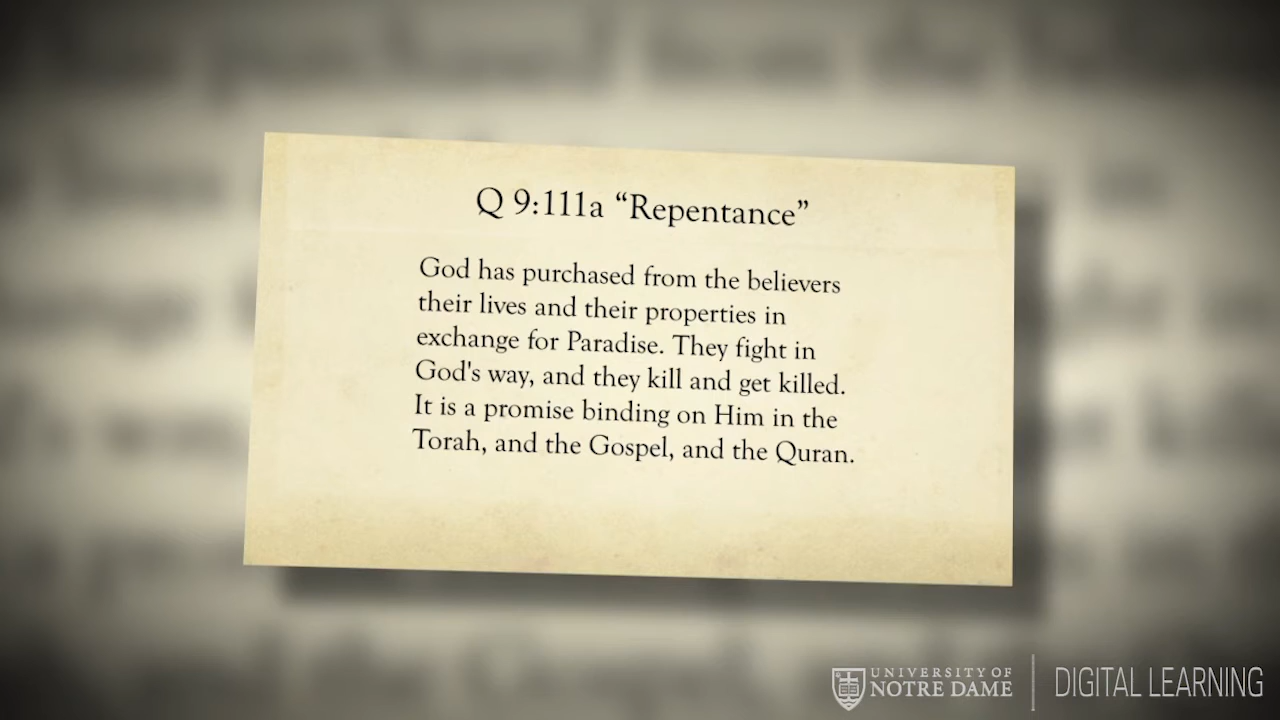 Q 9:111a “Repentance”
God has purchased from the believers
their lives and their properties in
exchange for Paradise. They fight in
God's way, and they kill and get killed.
It is a promise binding on Him in the
Torah, and the Gospel, and the Quran.
UNIVERSITY OF
NOTRE DAME
DIGITAL LEARNING